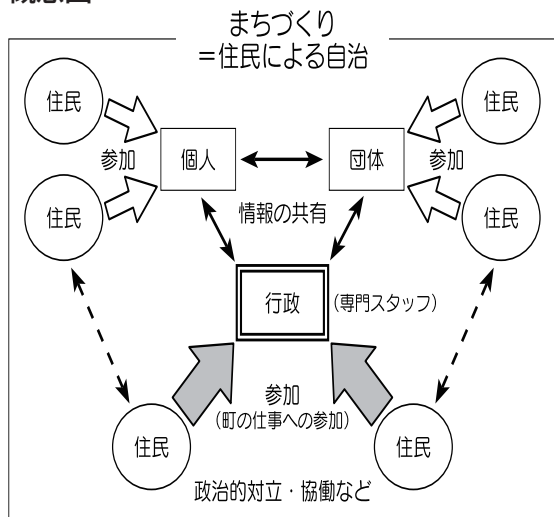 まちづくり
=住民による自治
住民
住民
参加
個人
団体
参加
住民
住民
情報の共有
行政
(専門スタッフ)
参加
(町の仕事への参加)
住民
住民
政治的対立・協働など